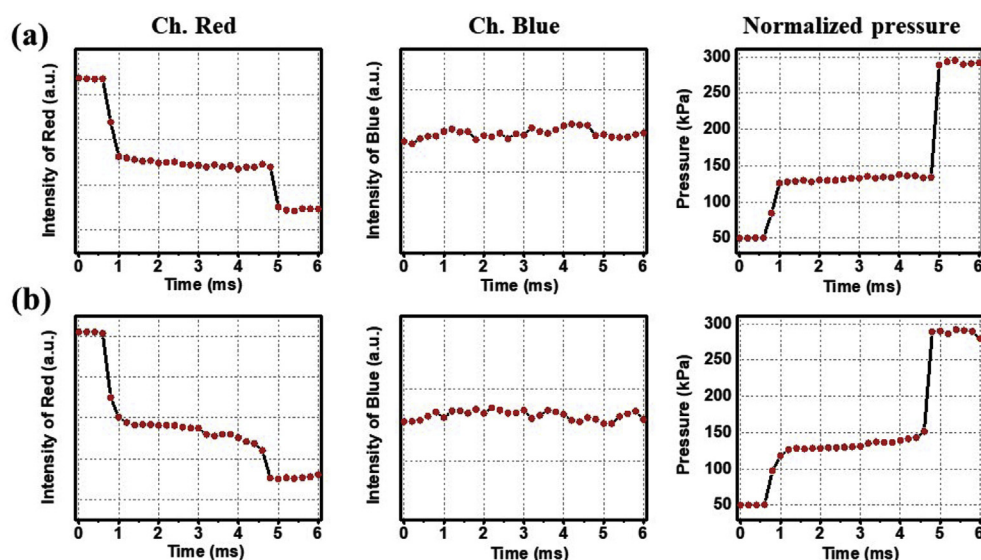 Ch. Red Ch. Blue Normalized pressure
(a)
Intensity of Red (a.u.)
0 1 2 3 4 5 6
Time (ms)
Intensity of Blue (a.u.)
0 1 2 3 4 5 6
Time (ms)
Pressure (kPa)
300
250
200
150
100
50
0 1 2 3 4 5 6
Time (ms)
(b)
Intensity of Red (a.u.)
0 1 2 3 4 5 6
Time (ms)
Intensity of Blue (a.u.)
0 1 2 3 4 5 6
Time (ms)
Pressure (kPa)
300
250
200
150
100
50
0 1 2 3 4 5 6
Time (ms)